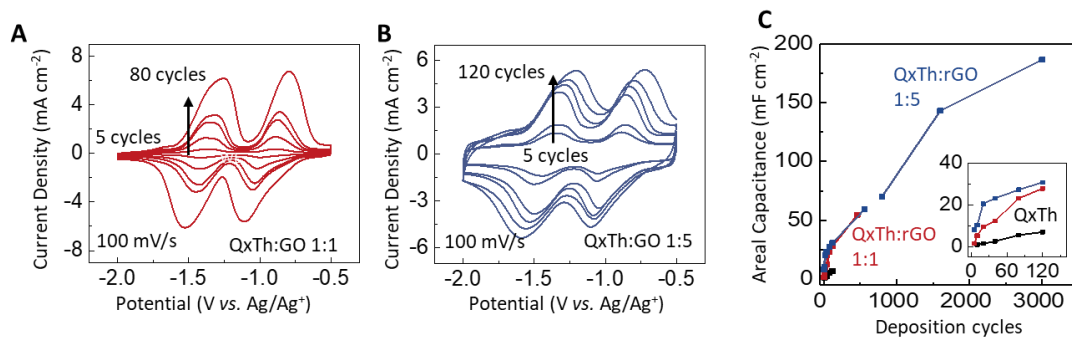 A
8
4
0
−4
−8
80 cycles
5 cycles
100 mV/s
QxTh:GO 1:1
−2.0
−1.5
−1.0
−0.5
Current Density (mA cm⁻²)
Potential (V vs. Ag/Ag⁺)
B
6
3
0
−3
−6
120 cycles
5 cycles
100 mV/s
QxTh:GO 1:5
−2.0
−1.5
−1.0
−0.5
Current Density (mA cm⁻²)
Potential (V vs. Ag/Ag⁺)
C
200
150
100
50
0
QxTh:rGO
1:5
QxTh:rGO
1:1
40
20
0
QxTh
0
60
120
0
1000
2000
3000
Areal Capacitance (mF cm⁻²)
Deposition cycles